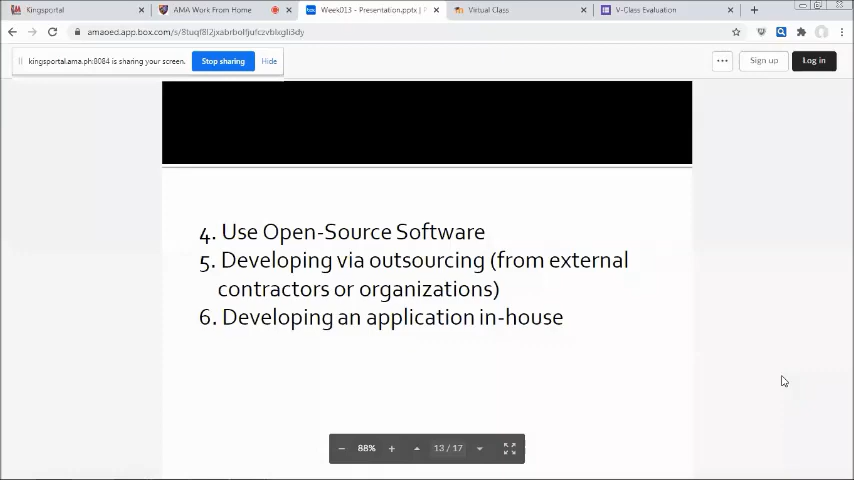 Kingsportal
AMA Work From Home
Week013 - Presentation.pptx | P
Virtual Class
V-Class Evaluation
kingsportal.ama.ph:8084 is sharing your screen.
Stop sharing
Hide
Sign up
Log in
4. Use Open-Source Software
5. Developing via outsourcing (from external
contractors or organizations)
6. Developing an application in-house
88%
13 / 17